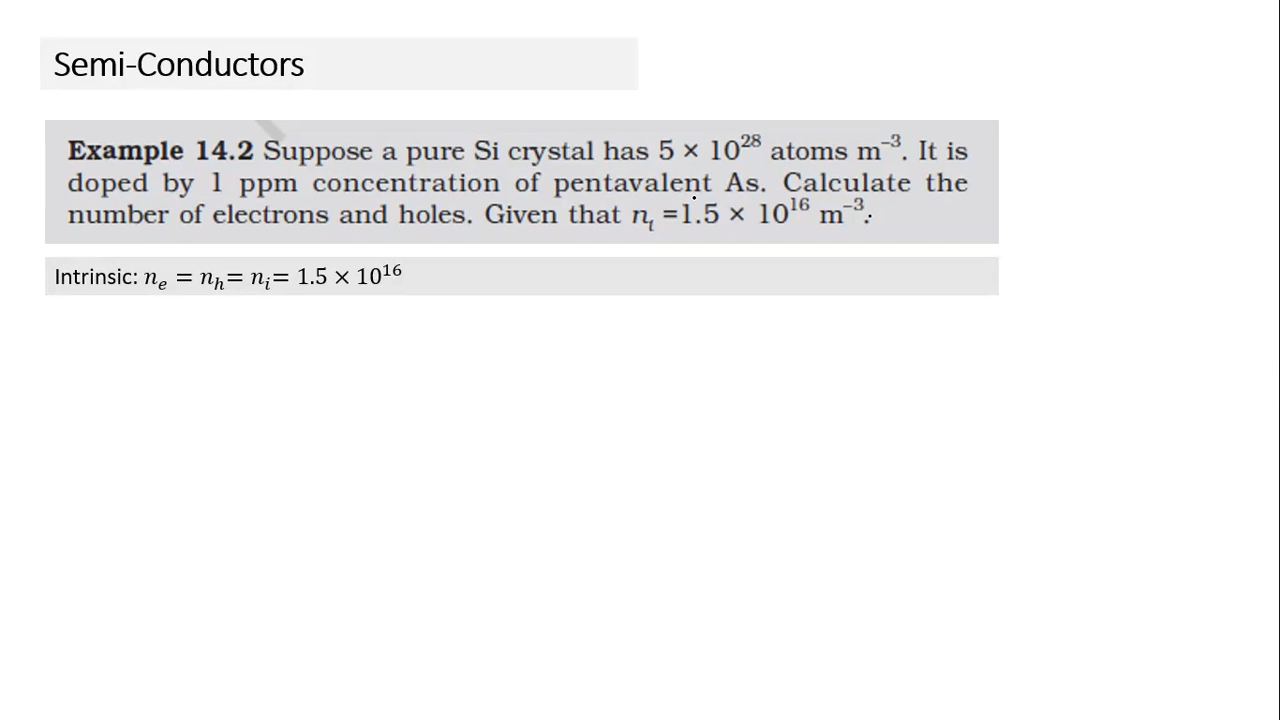 Semi-Conductors
Example 14.2 Suppose a pure Si crystal has 5 × 10²⁸ atoms m⁻³. It is
doped by 1 ppm concentration of pentavalent As. Calculate the
number of electrons and holes. Given that nᵢ =1.5 × 10¹⁶ m⁻³.
Intrinsic: nₑ = nₕ= nᵢ= 1.5 × 10¹⁶